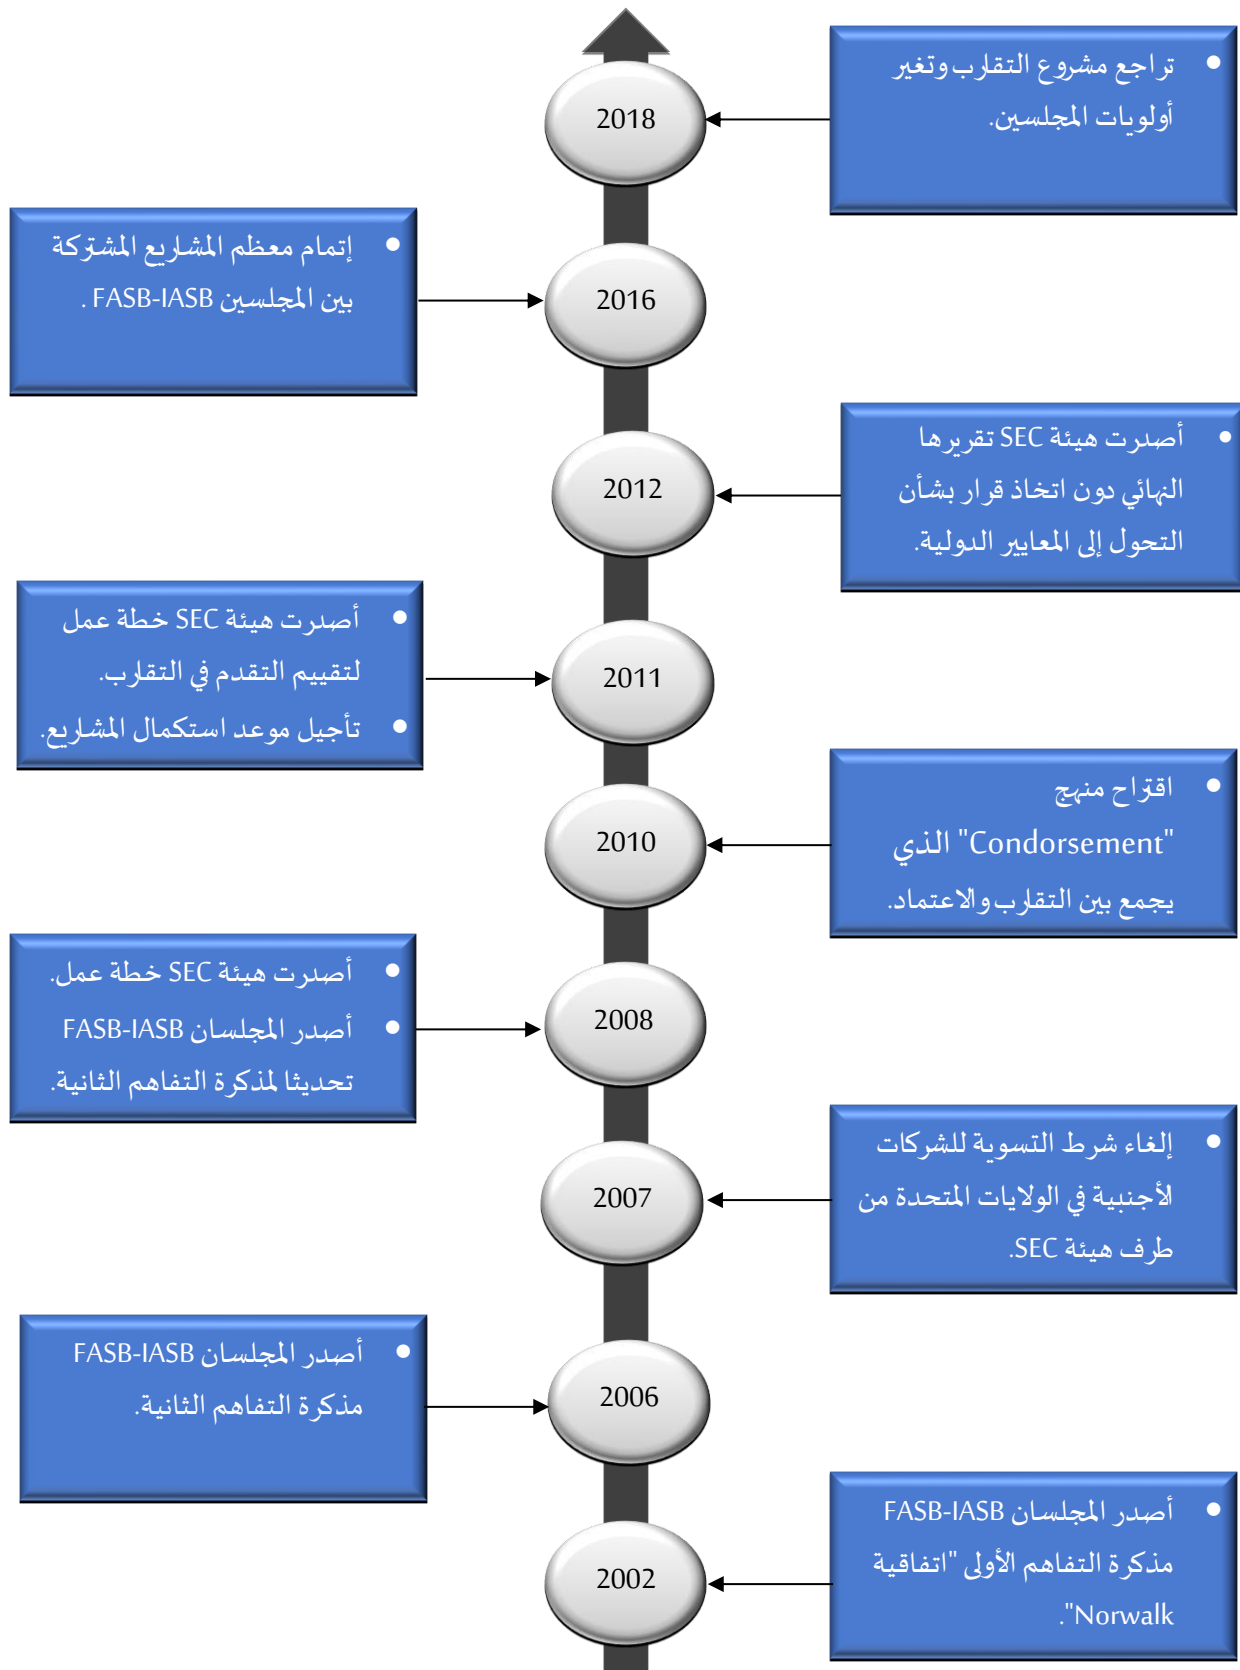 2018
• تراجع مشروع التقارب وتغير
أولويات المجلسين.
• إتمام معظم المشاريع المشتركة
بين المجلسين FASB-IASB .
2016
2012
• أصدرت هيئة SEC تقريرها
النهائي دون اتخاذ قرار بشأن
التحول إلى المعايير الدولية.
• أصدرت هيئة SEC خطة عمل
لتقييم التقدم في التقارب.
• تأجيل موعد استكمال المشاريع.
2011
2010
• اقتراح منهج
"Condorsement" الذي
يجمع بين التقارب والاعتماد.
• أصدرت هيئة SEC خطة عمل.
• أصدر المجلسان FASB-IASB
تحديثا لمذكرة التفاهم الثانية.
2008
2007
• إلغاء شرط التسوية للشركات
لأجنبية في الولايات المتحدة من
طرف هيئة SEC.
• أصدر المجلسان FASB-IASB
مذكرة التفاهم الثانية.
2006
2002
• أصدر المجلسان FASB-IASB
مذكرة التفاهم الأولى "اتفاقية
Norwalk".